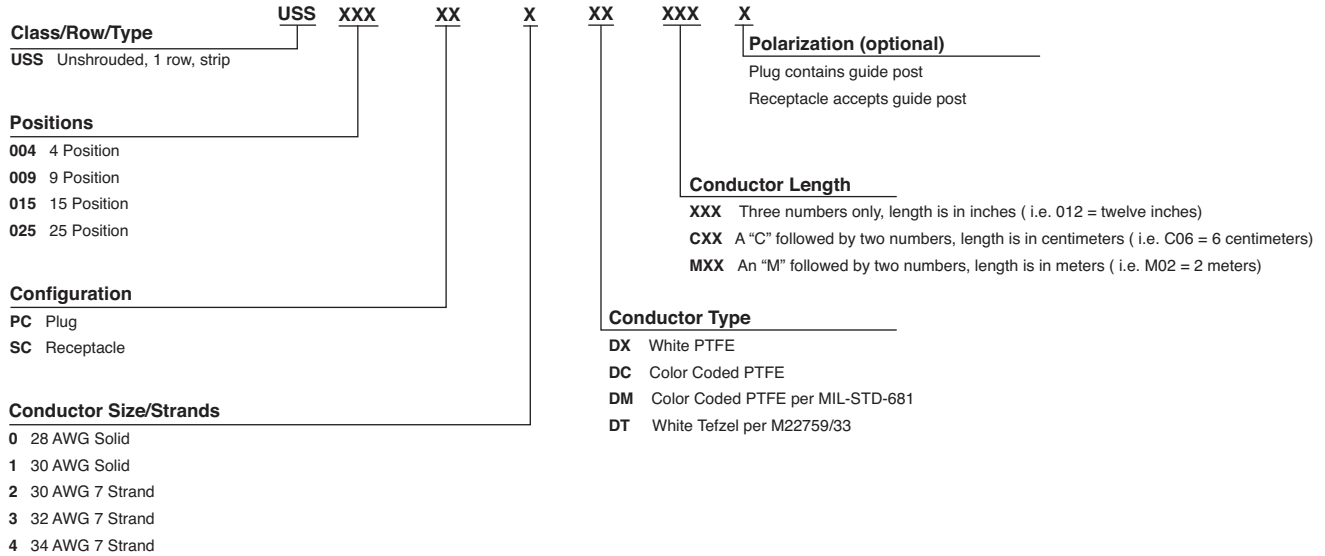 USS XXX XX X XX XXX X
Class/Row/Type
USS Unshrouded, 1 row, strip
Positions
004 4 Position
009 9 Position
015 15 Position
025 25 Position
Configuration
PC Plug
SC Receptacle
Conductor Size/Strands
0 28 AWG Solid
1 30 AWG Solid
2 30 AWG 7 Strand
3 32 AWG 7 Strand
4 34 AWG 7 Strand
Polarization (optional)
Plug contains guide post
Receptacle accepts guide post
Conductor Length
XXX Three numbers only, length is in inches ( i.e. 012 = twelve inches)
CXX A “C” followed by two numbers, length is in centimeters ( i.e. C06 = 6 centimeters)
MXX An “M” followed by two numbers, length is in meters ( i.e. M02 = 2 meters)
Conductor Type
DX White PTFE
DC Color Coded PTFE
DM Color Coded PTFE per MIL-STD-681
DT White Tefzel per M22759/33